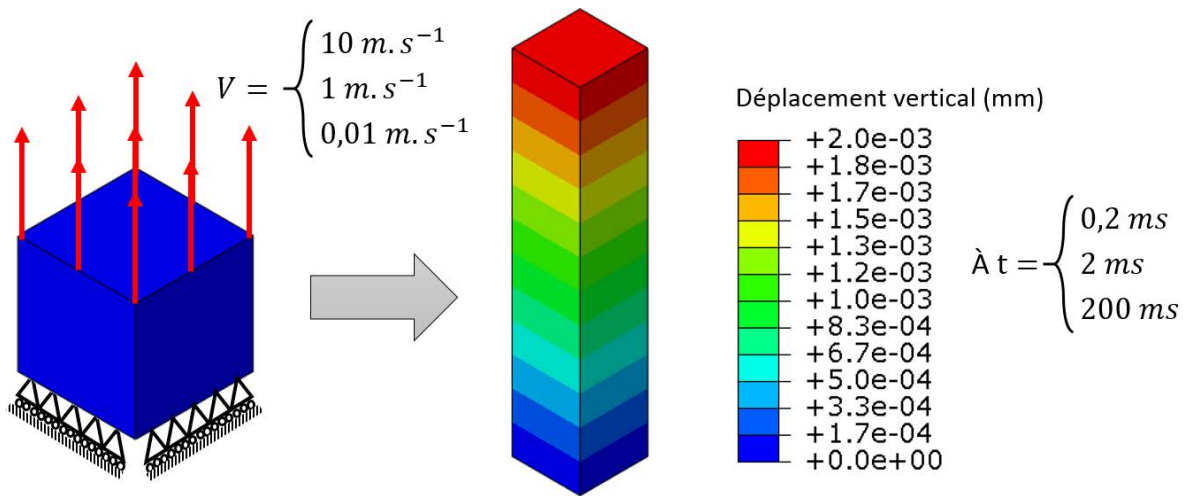 V = { 10 m.s⁻¹
1 m.s⁻¹
0,01 m.s⁻¹
Déplacement vertical (mm)
+2.0e-03
+1.8e-03
+1.7e-03
+1.5e-03
+1.3e-03
+1.2e-03
+1.0e-03
+8.3e-04
+6.7e-04
+5.0e-04
+3.3e-04
+1.7e-04
+0.0e+00
À t = { 0,2 ms
2 ms
200 ms